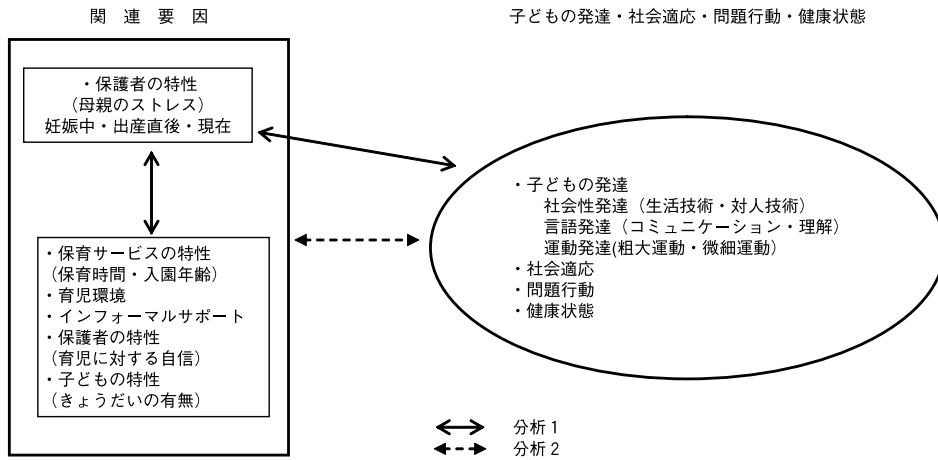 関 連 要 因
子どもの発達・社会適応・問題行動・健康状態
・保護者の特性
（母親のストレス）
妊娠中・出産直後・現在
・保育サービスの特性
（保育時間・入園年齢）
・育児環境
・インフォーマルサポート
・保護者の特性
（育児に対する自信）
・子どもの特性
（きょうだいの有無）
・子どもの発達
社会性発達（生活技術・対人技術）
言語発達（コミュニケーション・理解）
運動発達(粗大運動・微細運動)
・社会適応
・問題行動
・健康状態
分析１
分析２